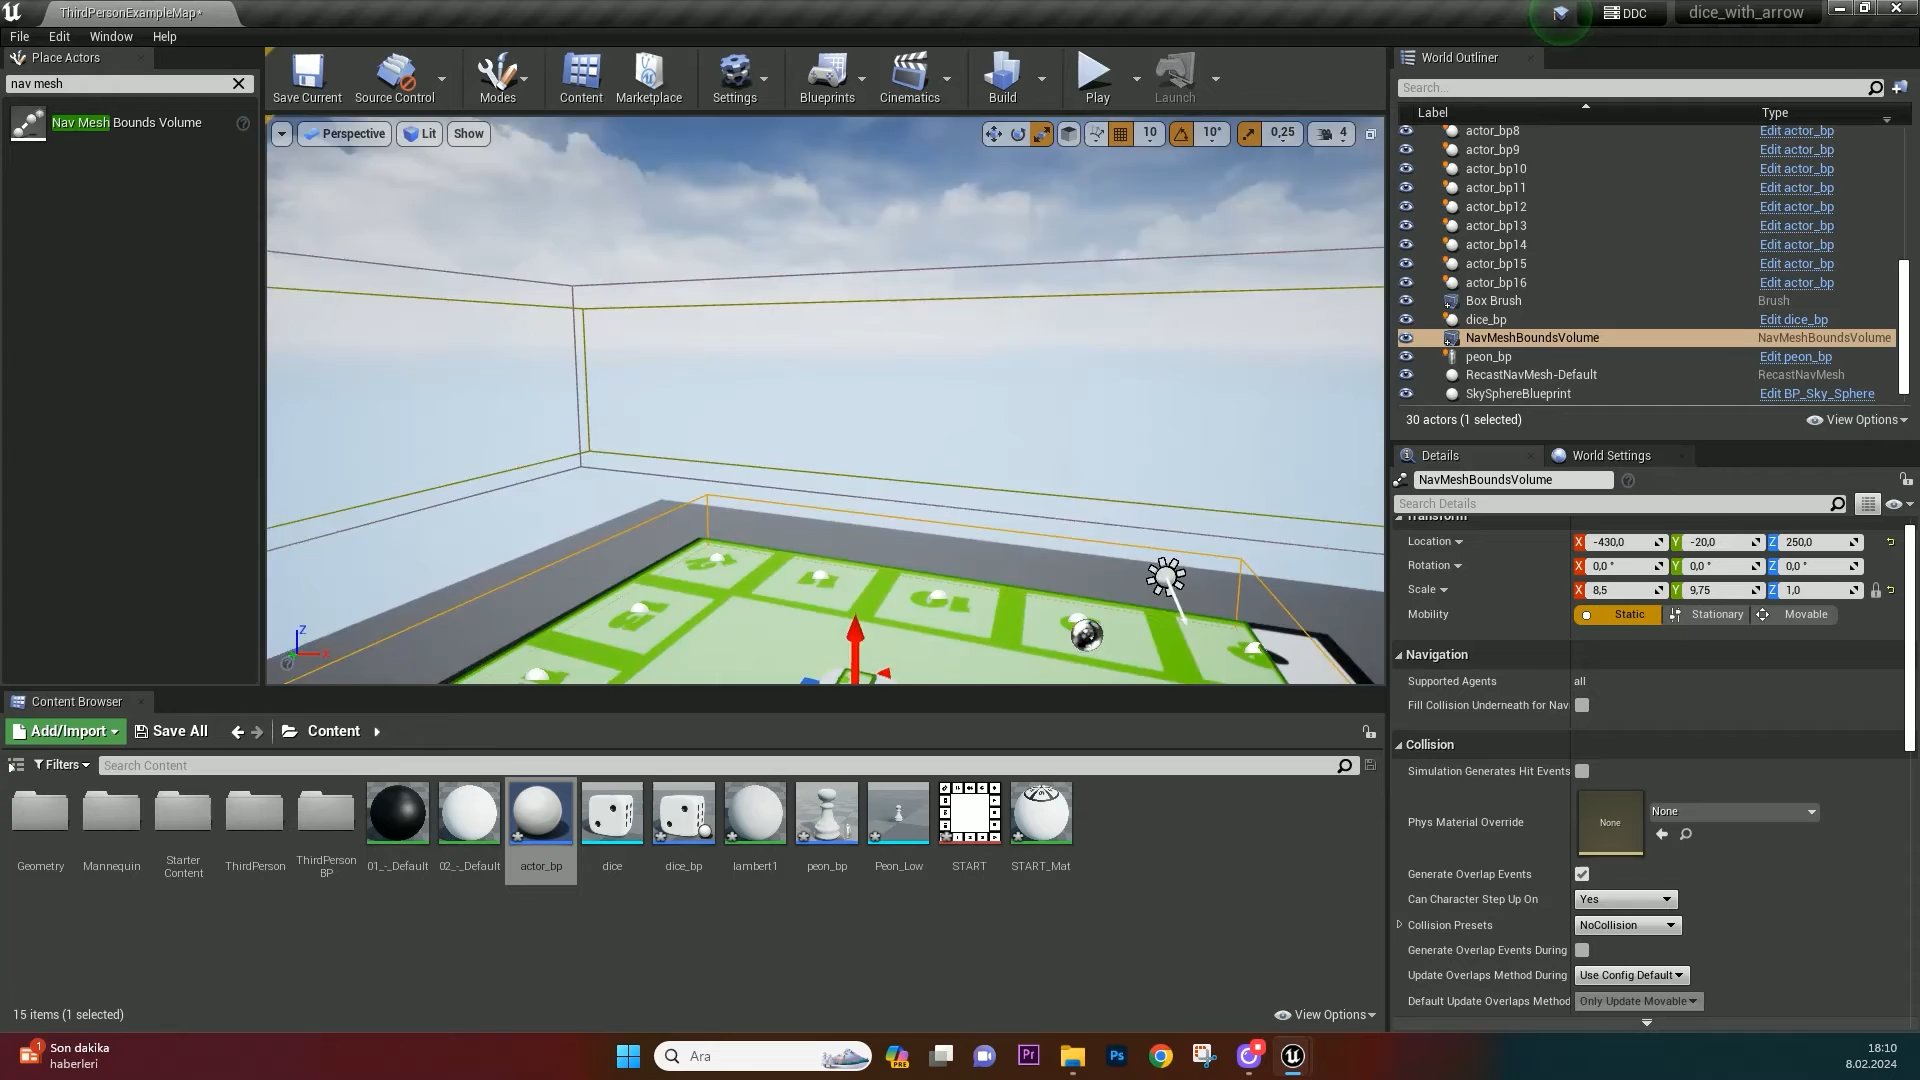 ThirdPersonExampleMap*
DDC
dice_with_arrow
File
Edit
Window
Help
Place Actors
nav mesh
Nav Mesh Bounds Volume
Save Current
Source Control
Modes
Content
Marketplace
Settings
Blueprints
Cinematics
Build
Play
Launch
Perspective
Lit
Show
10
10°
0,25
4
World Outliner
Search...
Label
Type
actor_bp8
Edit actor_bp
actor_bp9
Edit actor_bp
actor_bp10
Edit actor_bp
actor_bp11
Edit actor_bp
actor_bp12
Edit actor_bp
actor_bp13
Edit actor_bp
actor_bp14
Edit actor_bp
actor_bp15
Edit actor_bp
actor_bp16
Edit actor_bp
Box Brush
Brush
dice_bp
Edit dice_bp
NavMeshBoundsVolume
NavMeshBoundsVolume
peon_bp
Edit peon_bp
RecastNavMesh-Default
RecastNavMesh
SkySphereBlueprint
Edit BP_Sky_Sphere
30 actors (1 selected)
View Options
Details
World Settings
NavMeshBoundsVolume
Search Details
Transform
Location
X -430,0
Y -20,0
Z 250,0
Rotation
X 0,0 °
Y 0,0 °
Z 0,0 °
Scale
X 8,5
Y 9,75
Z 1,0
Mobility
Static
Stationary
Movable
Navigation
Supported Agents
all
Fill Collision Underneath for Nav
Collision
Simulation Generates Hit Events
Phys Material Override
None
None
Generate Overlap Events
Can Character Step Up On
Yes
Collision Presets
NoCollision
Generate Overlap Events During
Update Overlaps Method During
Use Config Default
Default Update Overlaps Method
Only Update Movable
Z
X
Content Browser
Add/Import
Save All
Content
Filters
Search Content
Geometry
Mannequin
Starter
Content
ThirdPerson
ThirdPerson
BP
01_-_Default
02_-_Default
actor_bp
dice
dice_bp
lambert1
peon_bp
Peon_Low
START
START_Mat
15 items (1 selected)
View Options
1
Son dakika
haberleri
Ara
PRE
Pr
Ps
18:10
8.02.2024